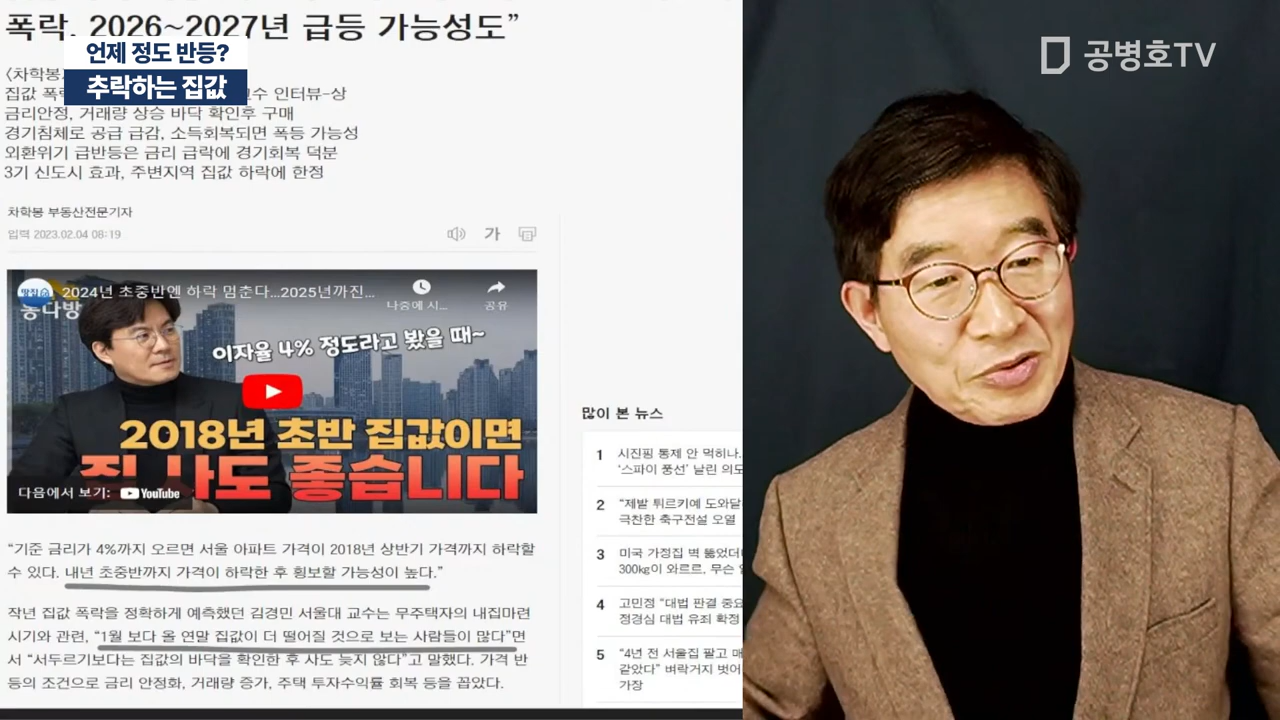 폭락. 2026~2027년 급등 가능성도”
언제 정도 반등?
추락하는 집값
공병호TV
〈차학봉
집값 폭 수 인터뷰-상
금리안정, 거래량 상승 바닥 확인후 구매
경기침체로 공급 급감, 소득회복되면 폭등 가능성
외환위기 급반등은 금리 급락에 경기회복 덕분
3기 신도시 효과, 주변지역 집값 하락에 한정
차학봉 부동산전문기자
입력 2023.02.04 08:19
가
땅집고
2024년 초중반엔 하락 멈춘다...2025년까진...
나중에 시...
공유
봉다방
이자율 4% 정도라고 봤을 때~
2018년 초반 집값이면
집 사도 좋습니다
다음에서 보기: YouTube
“기준 금리가 4%까지 오르면 서울 아파트 가격이 2018년 상반기 가격까지 하락할
수 있다. 내년 초중반까지 가격이 하락한 후 횡보할 가능성이 높다.”
작년 집값 폭락을 정확하게 예측했던 김경민 서울대 교수는 무주택자의 내집마련
시기와 관련, “1월 보다 올 연말 집값이 더 떨어질 것으로 보는 사람들이 많다”면
서 “서두르기보다는 집값의 바닥을 확인한 후 사도 늦지 않다”고 말했다. 가격 반
등의 조건으로 금리 안정화, 거래량 증가, 주택 투자수익률 회복 등을 꼽았다.
많이 본 뉴스
1 시진핑 통제 안 먹히나..
‘스파이 풍선’ 날린 의도
2 “제발 튀르키예 도와달
극찬한 축구전설 오열
3 미국 가정집 벽 뚫었더
300kg이 와르르, 무슨
4 고민정 “대법 판결 중요
정경심 대법 유죄 확정
5 “4년 전 서울집 팔고 매
같았다” 벼락거지 벗어
가장